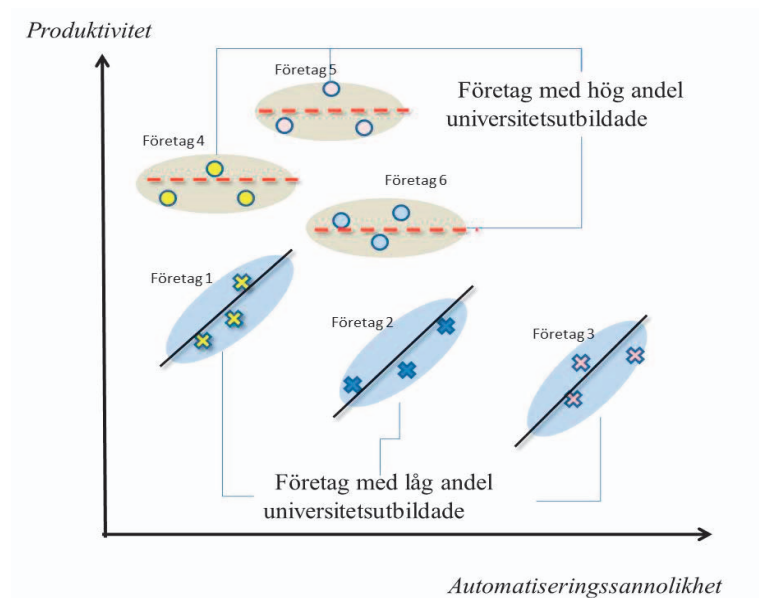 Produktivitet
Företag 5
Företag med hög andel
universitetsutbildade
Företag 4
Företag 6
Företag 1
Företag 2
Företag 3
Företag med låg andel
universitetsutbildade
Automatiseringssannolikhet